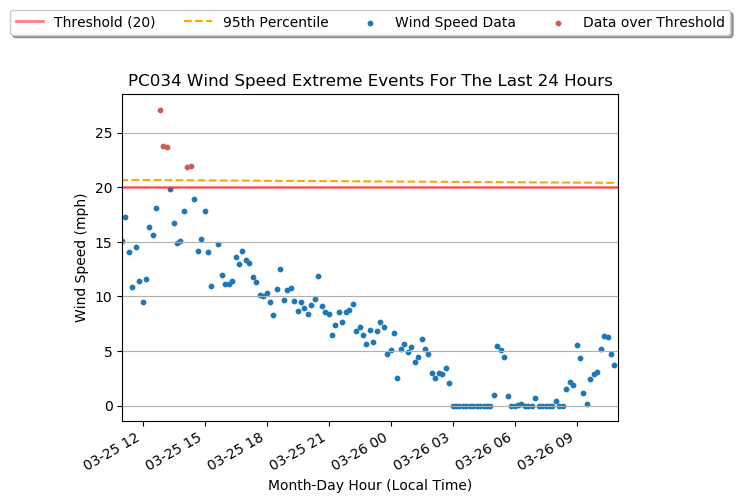 Threshold (20) 95th Percentile Wind Speed Data Data over Threshold
PC034 Wind Speed Extreme Events For The Last 24 Hours
Wind Speed (mph)
25
20
15
10
5
0
03-25 12 03-25 15 03-25 18 03-25 21 03-26 00 03-26 03 03-26 06 03-26 09
Month-Day Hour (Local Time)